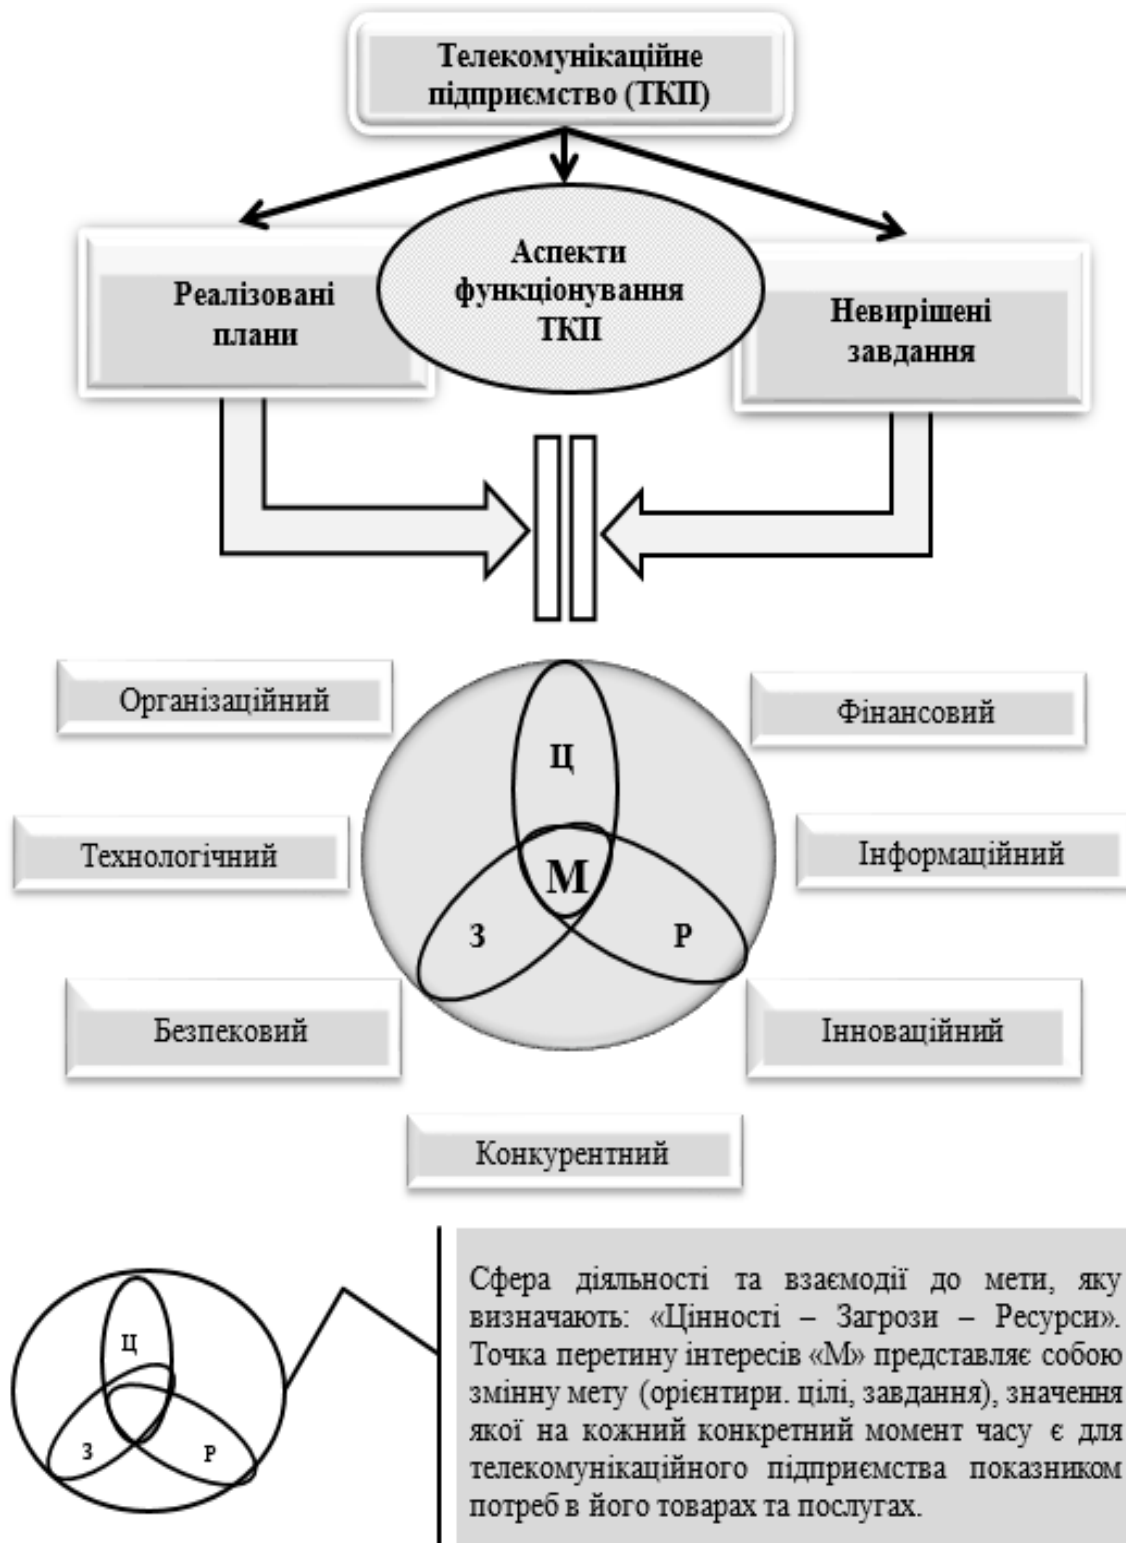 Телекомунікаційне
підприємство (ТКП)
Аспекти
функціонування
ТКП
Реалізовані
плани
Невирішені
завдання
Організаційний
Фінансовий
Ц
Технологічний
Інформаційний
М
З
Р
Безпековий
Інноваційний
Конкурентний
Ц
З
Р
Сфера діяльності та взаємодії до мети, яку
визначають: «Цінності – Загрози – Ресурси».
Точка перетину інтересів «М» представляє собою
змінну мету (орієнтири. цілі, завдання), значення
якої на кожний конкретний момент часу є для
телекомунікаційного підприємства показником
потреб в його товарах та послугах.